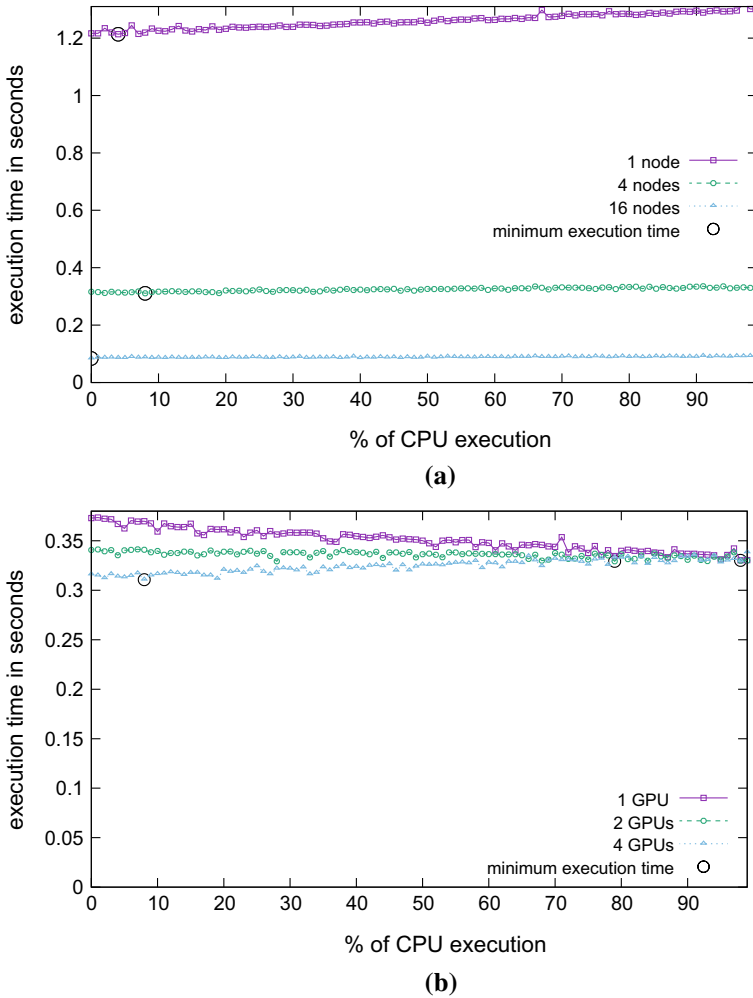 1.2
1
0.8
0.6
0.4
0.2
0
execution time in seconds
1 node
4 nodes
16 nodes
minimum execution time
0 10 20 30 40 50 60 70 80 90
% of CPU execution
(a)
0.35
0.3
0.25
0.2
0.15
0.1
0.05
0
execution time in seconds
1 GPU
2 GPUs
4 GPUs
minimum execution time
0 10 20 30 40 50 60 70 80 90
% of CPU execution
(b)